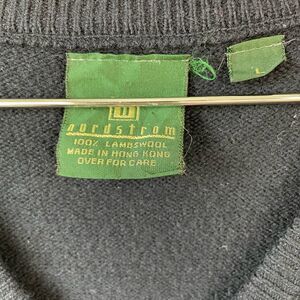 nordstrom
100% LAMBSWOOL
MADE IN HONG KONG
OVER FOR CARE
L